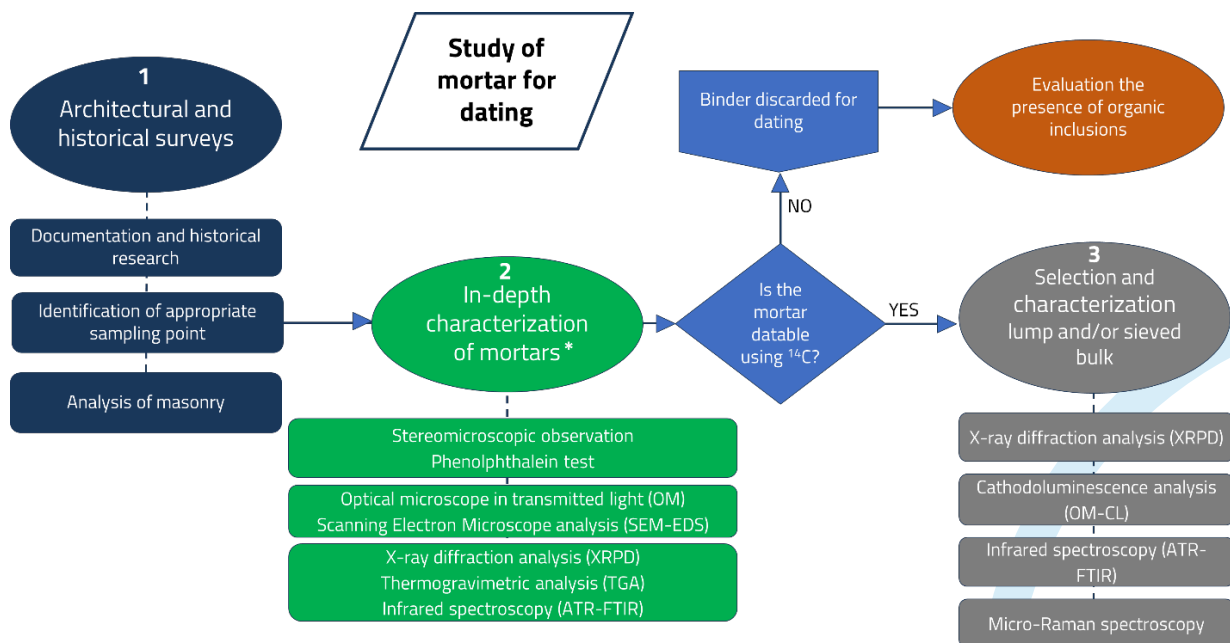 Study of
mortar for
dating
1
Architectural and
historical surveys
Documentation and historical
research
Identification of appropriate
sampling point
Analysis of masonry
2
In-depth
characterization
of mortars *
Stereomicroscopic observation
Phenolphthalein test
Optical microscope in transmitted light (OM)
Scanning Electron Microscope analysis (SEM-EDS)
X-ray diffraction analysis (XRPD)
Thermogravimetric analysis (TGA)
Infrared spectroscopy (ATR-FTIR)
Is the
mortar
datable
using ¹⁴C?
NO
Binder discarded for
dating
Evaluation the
presence of organic
inclusions
YES
3
Selection and
characterization
lump and/or sieved
bulk
X-ray diffraction analysis (XRPD)
Cathodoluminescence analysis
(OM-CL)
Infrared spectroscopy (ATR-
FTIR)
Micro-Raman spectroscopy